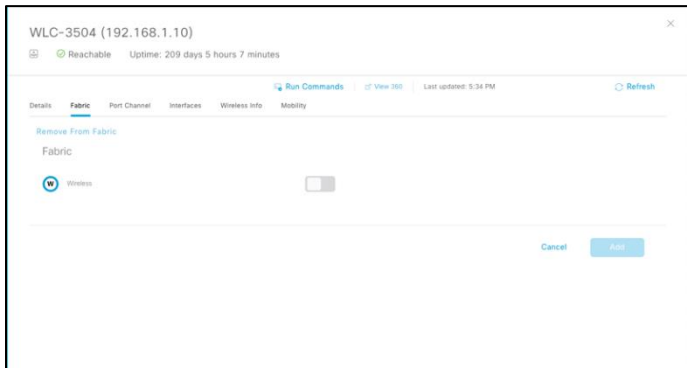 WLC-3504 (192.168.1.10)
Reachable Uptime: 209 days 5 hours 7 minutes
Run Commands View 360 Last updated: 5:34 PM Refresh
Details Fabric Port Channel Interfaces Wireless Info Mobility
Remove From Fabric
Fabric
W Wireless
Cancel Add